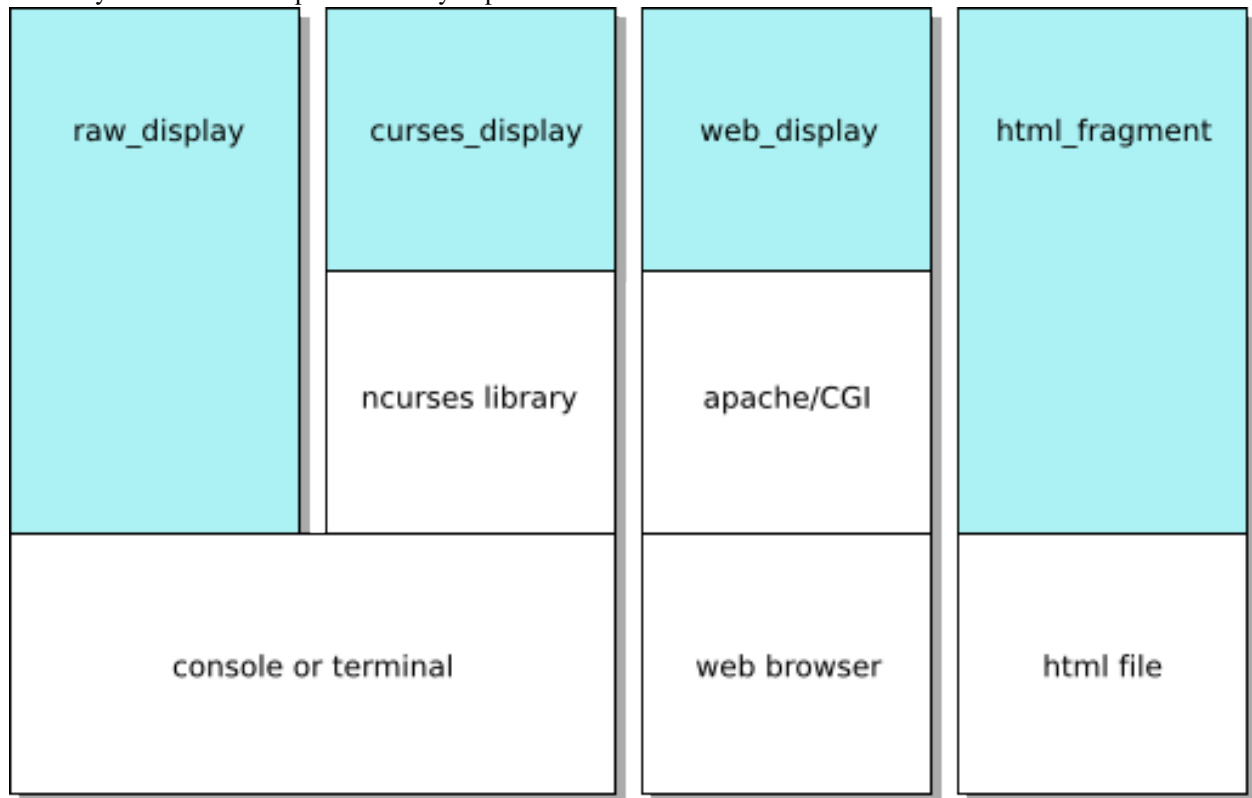 raw_display
curses_display
web_display
html_fragment
ncurses library
apache/CGI
console or terminal
web browser
html file